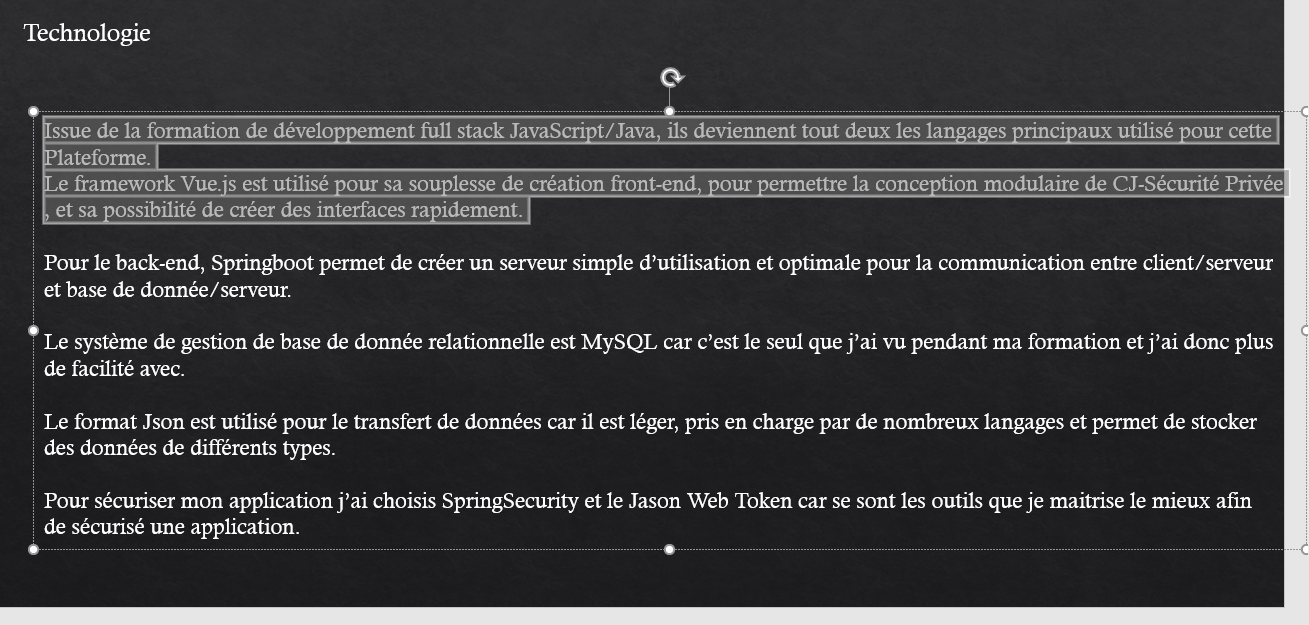 Technologie
Issue de la formation de développement full stack JavaScript/Java, ils deviennent tout deux les langages principaux utilisé pour cette
Plateforme.
Le framework Vue.js est utilisé pour sa souplesse de création front-end, pour permettre la conception modulaire de CJ-Sécurité Privée
, et sa possibilité de créer des interfaces rapidement.
Pour le back-end, Springboot permet de créer un serveur simple d’utilisation et optimale pour la communication entre client/serveur
et base de donnée/serveur.
Le système de gestion de base de donnée relationnelle est MySQL car c’est le seul que j’ai vu pendant ma formation et j’ai donc plus
de facilité avec.
Le format Json est utilisé pour le transfert de données car il est léger, pris en charge par de nombreux langages et permet de stocker
des données de différents types.
Pour sécuriser mon application j’ai choisis SpringSecurity et le Jason Web Token car se sont les outils que je maitrise le mieux afin
de sécurisé une application.